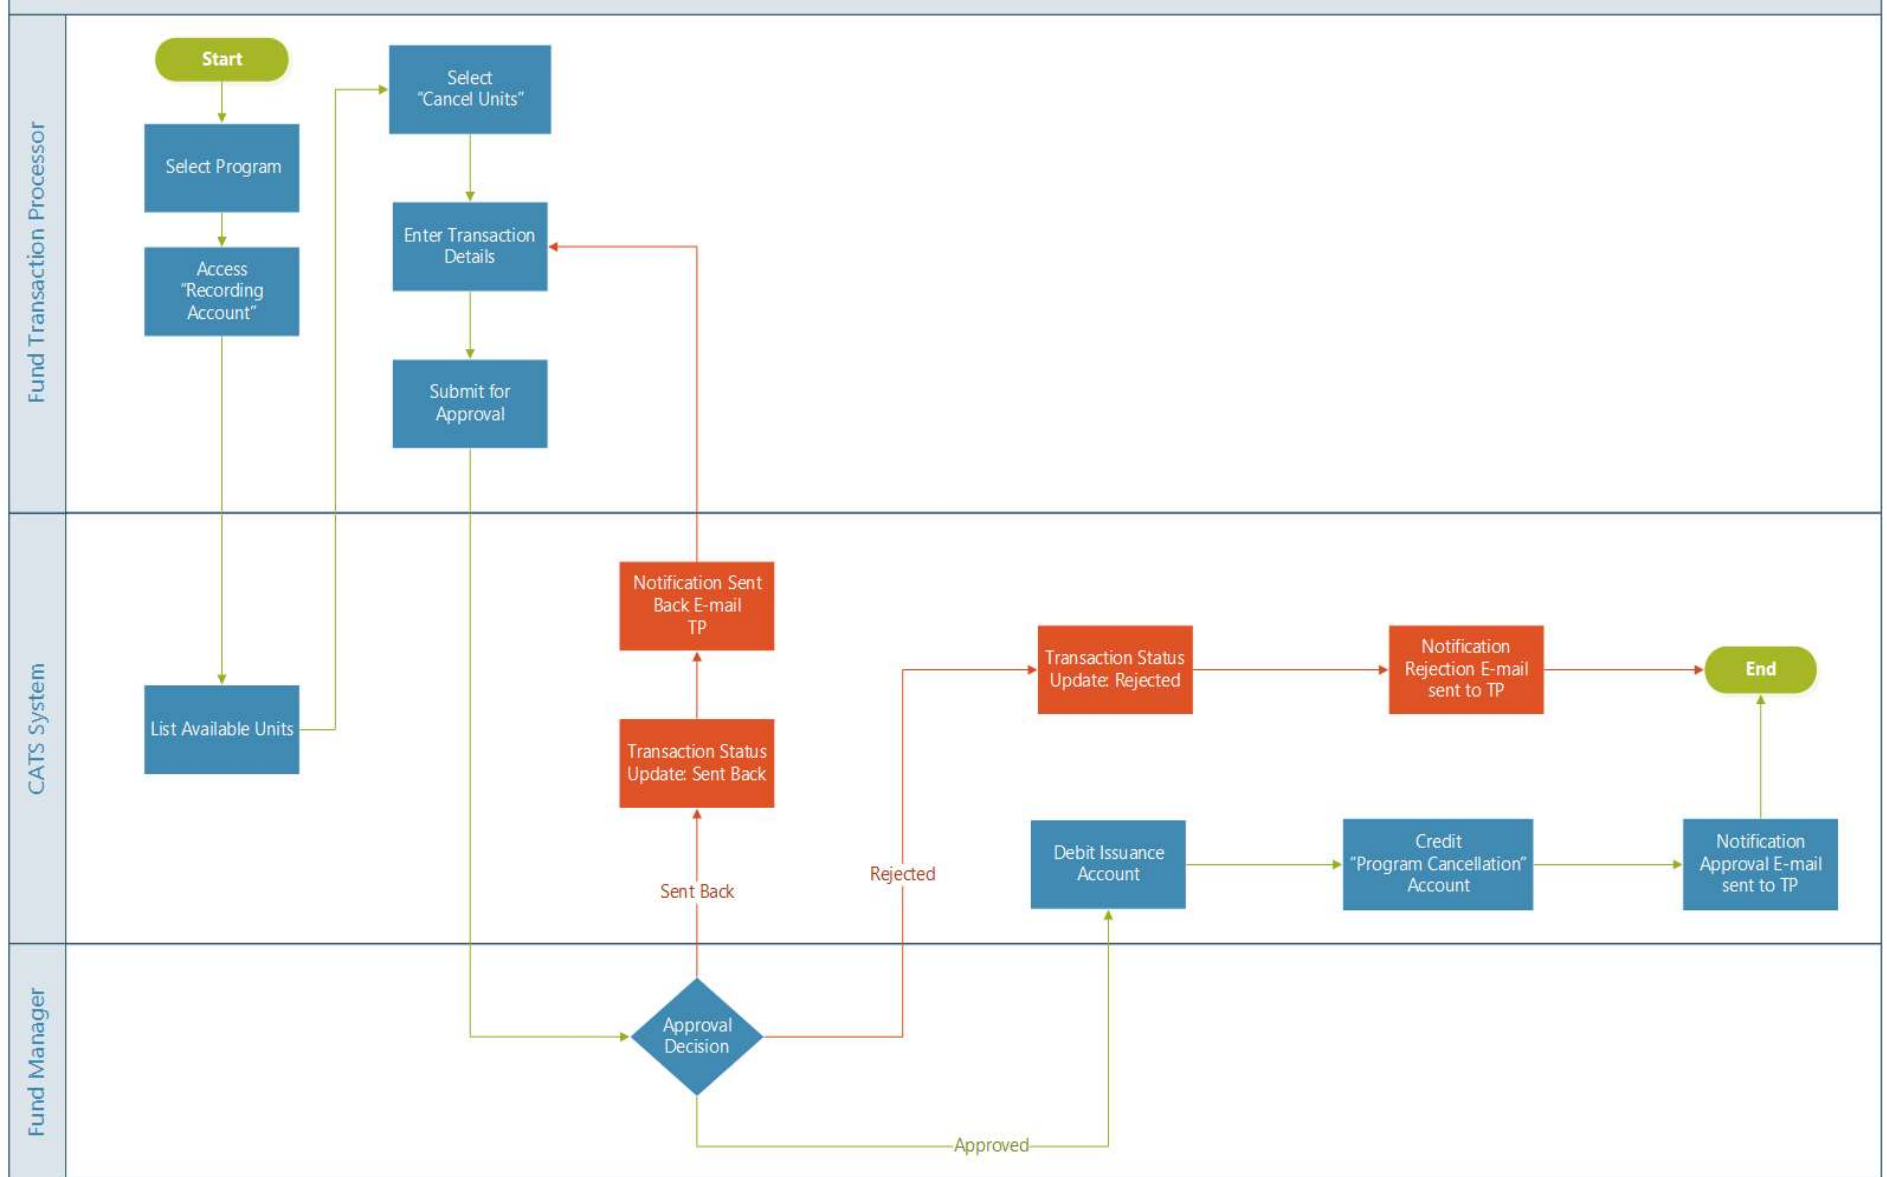 Fund Transaction Processor
Start
Select Program
Access
“Recording
Account”
Select
“Cancel Units”
Enter Transaction
Details
Submit for
Approval
CATS System
List Available Units
Notification Sent
Back E-mail
TP
Transaction Status
Update: Sent Back
Sent Back
Rejected
Transaction Status
Update: Rejected
Notification
Rejection E-mail
sent to TP
End
Debit Issuance
Account
Credit
“Program Cancellation”
Account
Notification
Approval E-mail
sent to TP
Fund Manager
Approval
Decision
Approved